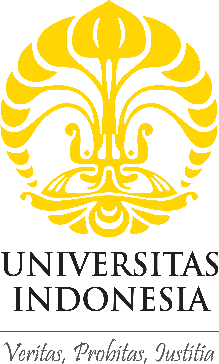 UNIVERSITAS
INDONESIA
Veritas, Probitas, Iustitia